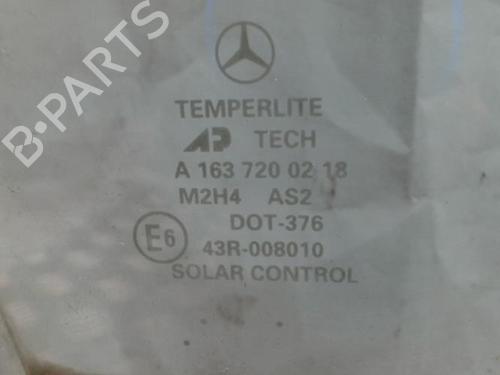 B-PARTS
TEMPERLITE
AP TECH
A 163 720 02 18
M2H4 AS2
DOT-376
E6 43R-008010
SOLAR CONTROL